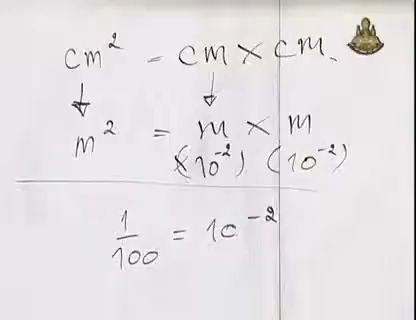 cm² = cm × cm.
↓ ↓
m² = m × m
(10⁻²) (10⁻²)
1/100 = 10⁻²